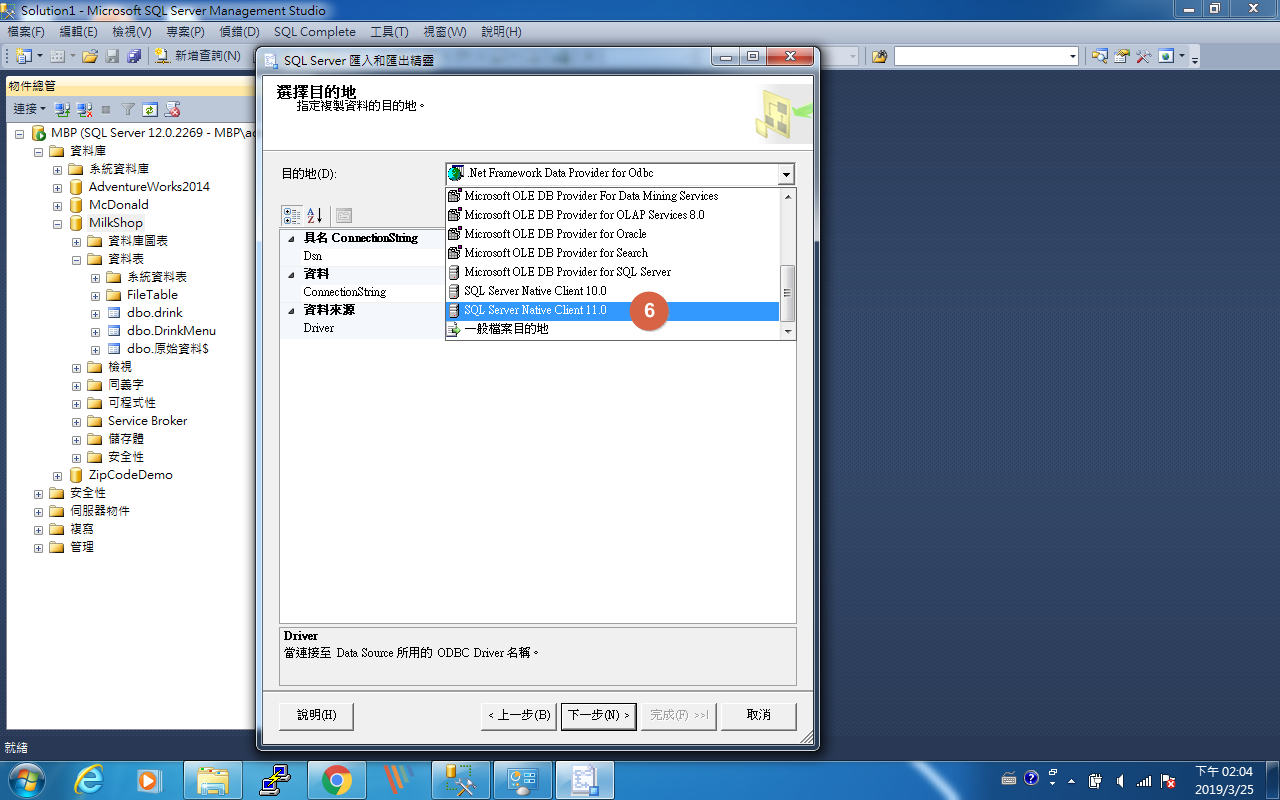 Solution1 - Microsoft SQL Server Management Studio
檔案(F) 編輯(E) 檢視(V) 專案(P) 偵錯(D) SQL Complete 工具(T) 視窗(W) 說明(H)
新增查詢(N)
物件總管
連接
MBP (SQL Server 12.0.2269 - MBP\ac
資料庫
系統資料庫
AdventureWorks2014
McDonald
MilkShop
資料庫圖表
資料表
系統資料表
FileTable
dbo.drink
dbo.DrinkMenu
dbo.原始資料$
檢視
同義字
可程式性
Service Broker
儲存體
安全性
ZipCodeDemo
安全性
伺服器物件
複寫
管理
就緒
SQL Server 匯入和匯出精靈
選擇目的地
指定複製資料的目的地。
目的地(D):
.Net Framework Data Provider for Odbc
Microsoft OLE DB Provider For Data Mining Services
Microsoft OLE DB Provider for OLAP Services 8.0
Microsoft OLE DB Provider for Oracle
Microsoft OLE DB Provider for Search
Microsoft OLE DB Provider for SQL Server
SQL Server Native Client 10.0
SQL Server Native Client 11.0
6
一般檔案目的地
具名 ConnectionString
Dsn
資料
ConnectionString
資料來源
Driver
Driver
當連接至 Data Source 所用的 ODBC Driver 名稱。
說明(H)
< 上一步(B)
下一步(N) >
完成(F) >>|
取消
下午 02:04
2019/3/25